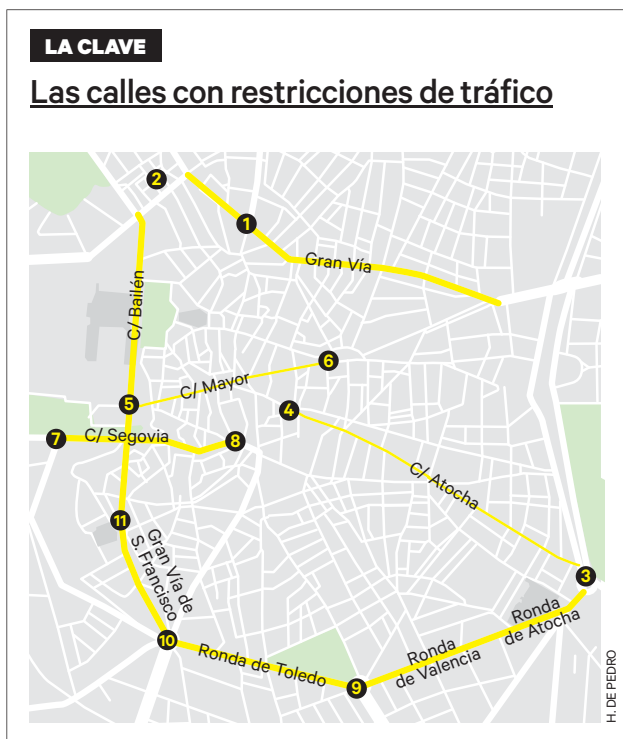 LA CLAVE
Las calles con restricciones de tráfico
2
1
Gran Vía
C/ Bailén
6
C/ Mayor
5
4
7
C/ Segovia
8
C/ Atocha
11
Gran Vía de
S. Francisco
3
Ronda
de Atocha
10
Ronda de Toledo
Ronda
de Valencia
9
H. DE PEDRO